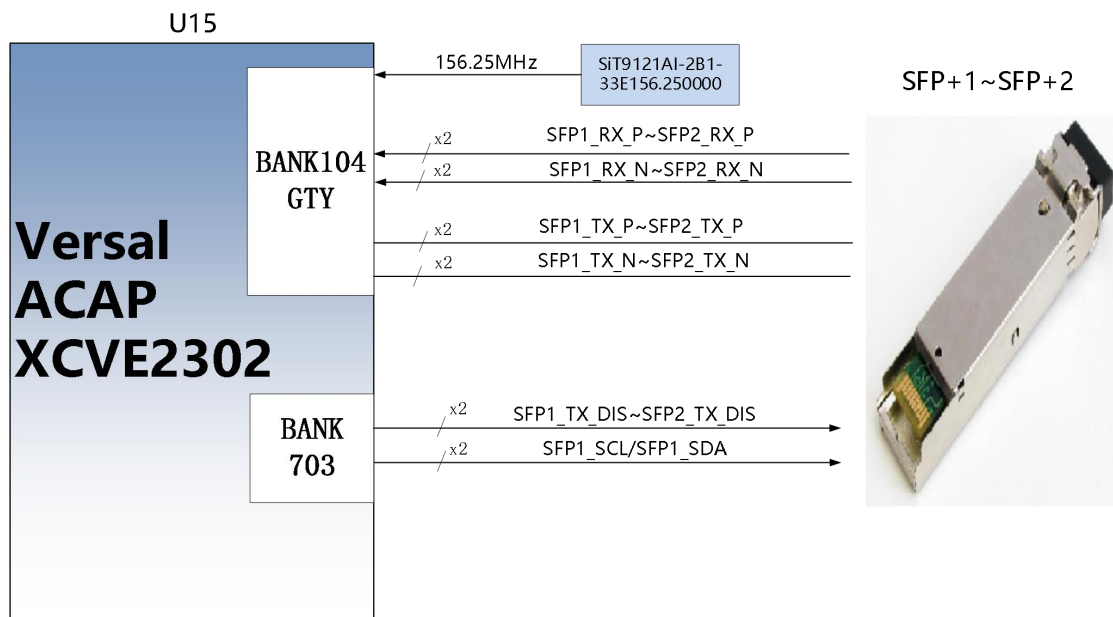 U15
156.25MHz
SiT9121AI-2B1-
33E156.250000
SFP+1~SFP+2
BANK104
GTY
x2
SFP1_RX_P~SFP2_RX_P
x2
SFP1_RX_N~SFP2_RX_N
x2
SFP1_TX_P~SFP2_TX_P
x2
SFP1_TX_N~SFP2_TX_N
Versal
ACAP
XCVE2302
BANK
703
x2
SFP1_TX_DIS~SFP2_TX_DIS
x2
SFP1_SCL/SFP1_SDA